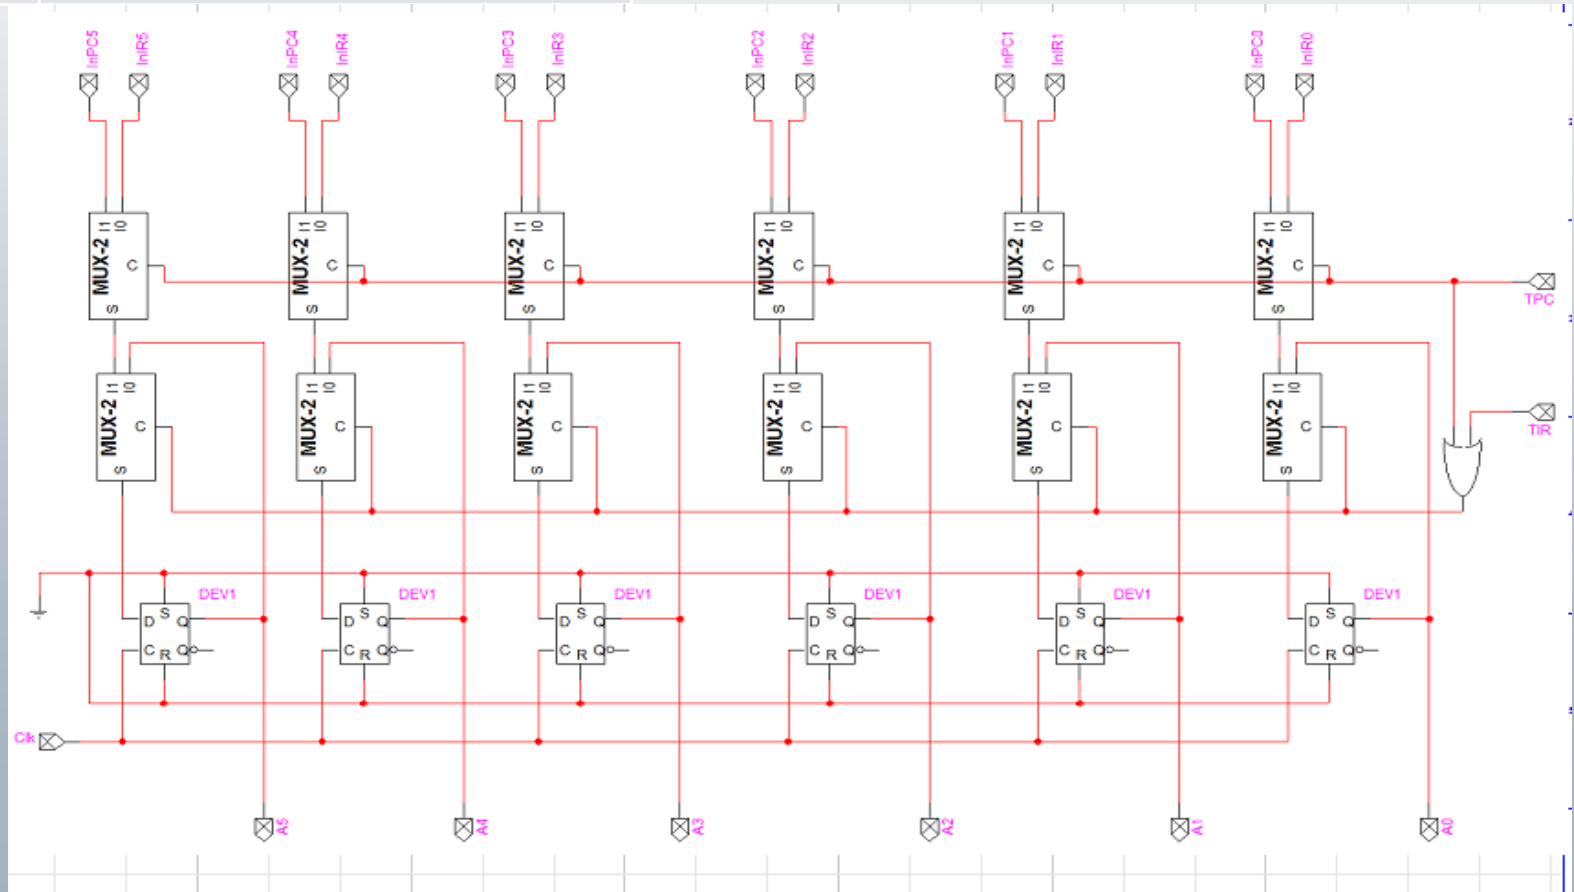 InPC5 InIR5 InPC4 InIR4 InPC3 InIR3 InPC2 InIR2 InPC1 InIR1 InPC0 InIR0
I1 I0 I1 I0 I1 I0 I1 I0 I1 I0 I1 I0
MUX-2 C MUX-2 C MUX-2 C MUX-2 C MUX-2 C MUX-2 C
S S S S S S
TPC
I1 I0 I1 I0 I1 I0 I1 I0 I1 I0 I1 I0
MUX-2 C MUX-2 C MUX-2 C MUX-2 C MUX-2 C MUX-2 C
TIR
S S S S S S
DEV1 DEV1 DEV1 DEV1 DEV1 DEV1
D S Q D S Q D S Q D S Q D S Q D S Q
C R Q C R Q C R Q C R Q C R Q C R Q
Clk
A5 A4 A3 A2 A1 A0